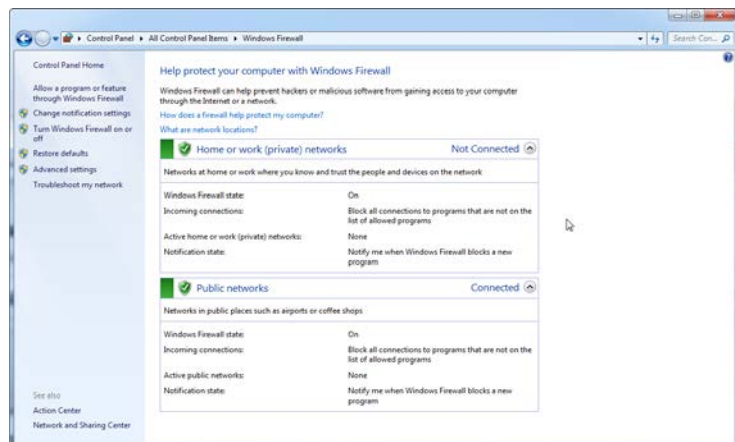 Control Panel ▸ All Control Panel Items ▸ Windows Firewall
Search Con...
Control Panel Home
Allow a program or feature
through Windows Firewall
Change notification settings
Turn Windows Firewall on or
off
Restore defaults
Advanced settings
Troubleshoot my network
See also
Action Center
Network and Sharing Center
Help protect your computer with Windows Firewall
Windows Firewall can help prevent hackers or malicious software from gaining access to your computer
through the Internet or a network.
How does a firewall help protect my computer?
What are network locations?
Home or work (private) networks Not Connected
Networks at home or work where you know and trust the people and devices on the network
Windows Firewall state: On
Incoming connections: Block all connections to programs that are not on the
list of allowed programs
Active home or work (private) networks: None
Notification state: Notify me when Windows Firewall blocks a new
program
Public networks Connected
Networks in public places such as airports or coffee shops
Windows Firewall state: On
Incoming connections: Block all connections to programs that are not on the
list of allowed programs
Active public networks: None
Notification state: Notify me when Windows Firewall blocks a new
program